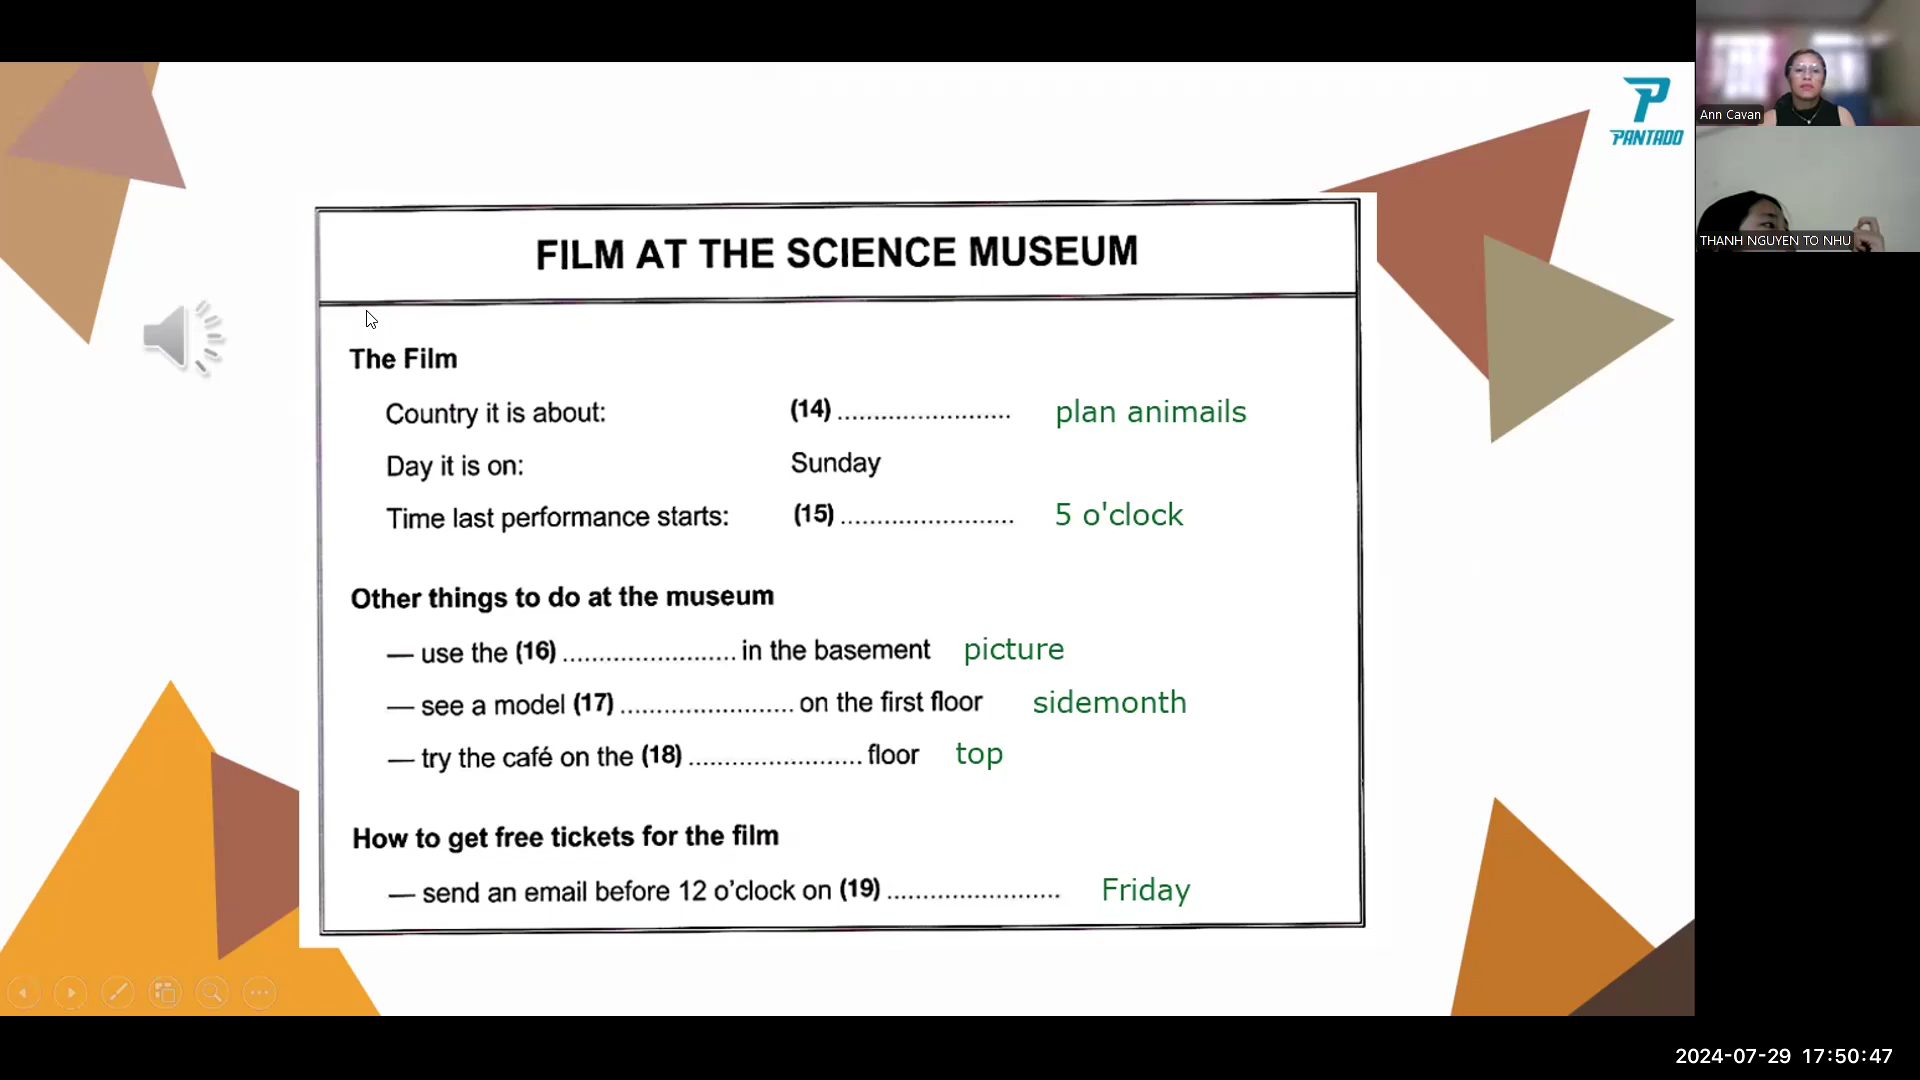 PANTADO
Ann Cavan
THANH NGUYEN TO NHU
FILM AT THE SCIENCE MUSEUM
The Film
Country it is about: (14) ........................ plan animails
Day it is on: Sunday
Time last performance starts: (15) ........................ 5 o'clock
Other things to do at the museum
— use the (16) ........................ in the basement picture
— see a model (17) ........................ on the first floor sidemonth
— try the café on the (18) ........................ floor top
How to get free tickets for the film
— send an email before 12 o'clock on (19) ........................ Friday
2024-07-29 17:50:47